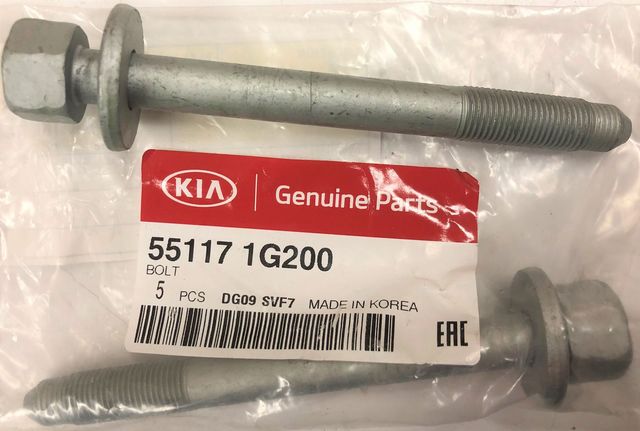 KIA Genuine Parts
55117 1G200
BOLT
5 PCS DG09 SVF7 MADE IN KOREA
EAC